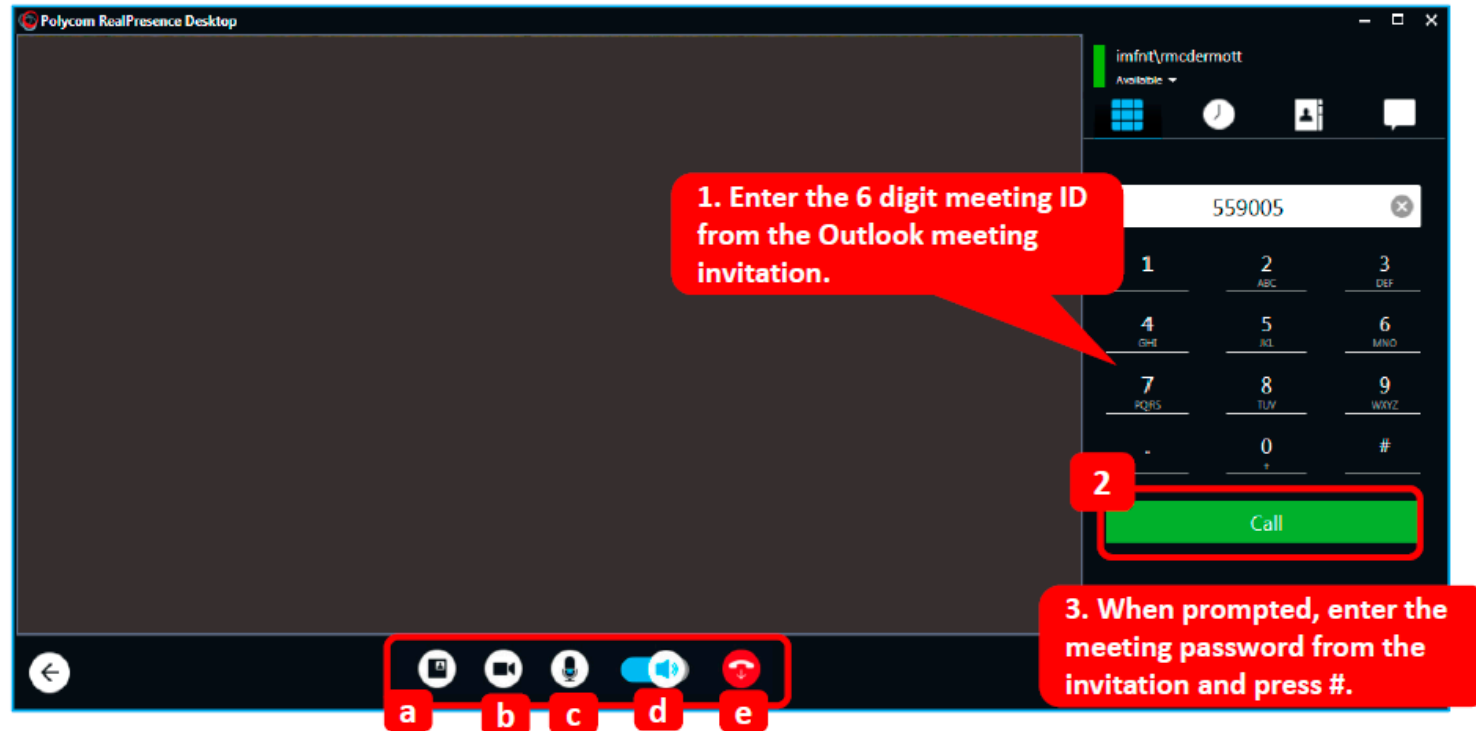 Polycom RealPresence Desktop
imfnt\rmcdermott
Available
1. Enter the 6 digit meeting ID
from the Outlook meeting
invitation.
559005
1 2 3
ABC DEF
4 5 6
GHI JKL MNO
7 8 9
PQRS TUV WXYZ
. 0 #
+
2
Call
3. When prompted, enter the
meeting password from the
invitation and press #.
a b c d e